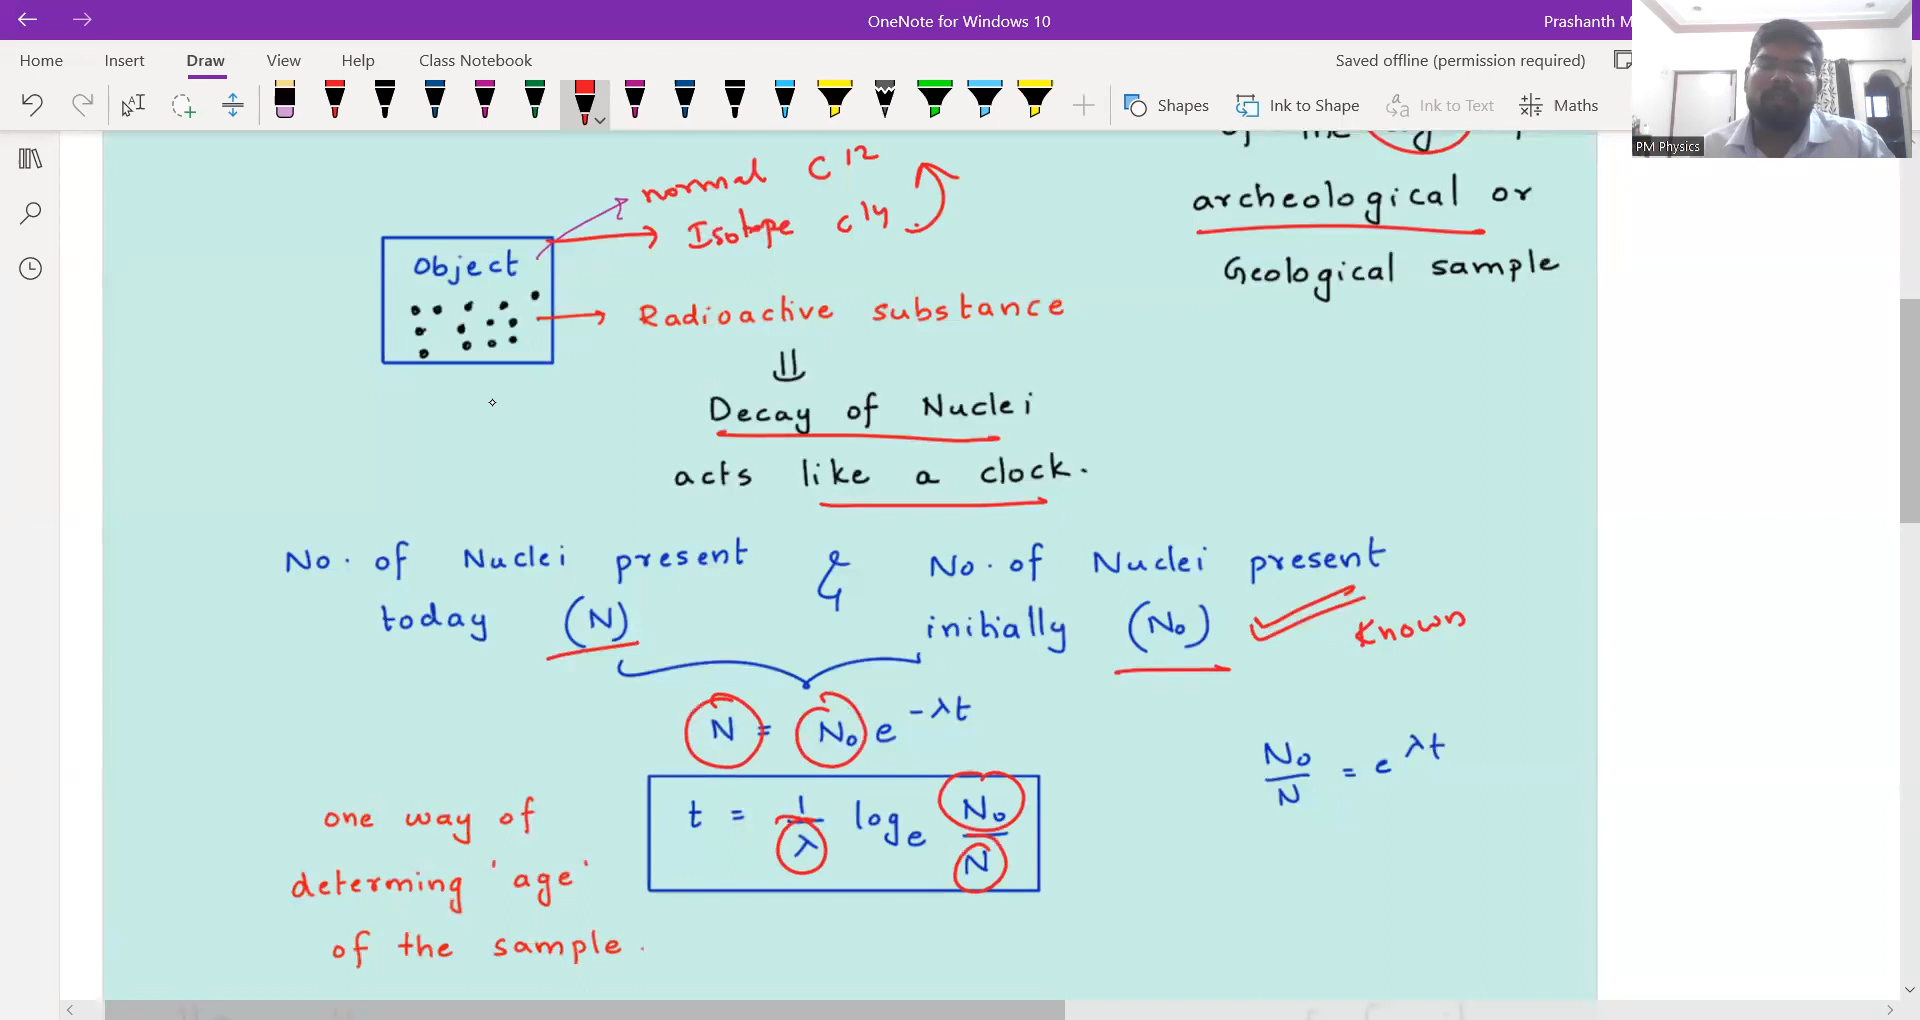 OneNote for Windows 10
Prashanth M
Home Insert Draw View Help Class Notebook
Saved offline (permission required)
Shapes Ink to Shape Ink to Text Maths
PM Physics
normal C12
Isotope C14
archeological or
Geological sample
Object
Radioactive substance
Decay of Nuclei
acts like a clock.
No. of Nuclei present today (N)
&
No. of Nuclei present initially (N₀)
Known
N = N₀ e^-λt
N₀/N = e^λt
t = 1/λ logₑ N₀/N
one way of
determing 'age'
of the sample.